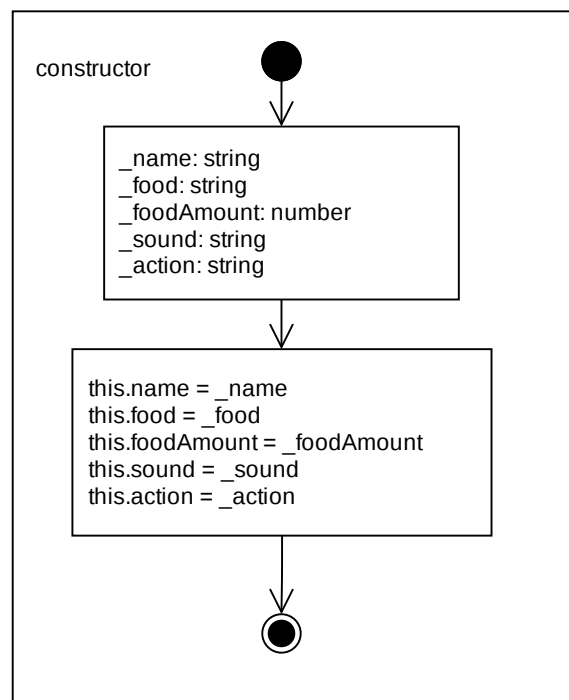 constructor
_name: string
_food: string
_foodAmount: number
_sound: string
_action: string
this.name = _name
this.food = _food
this.foodAmount = _foodAmount
this.sound = _sound
this.action = _action